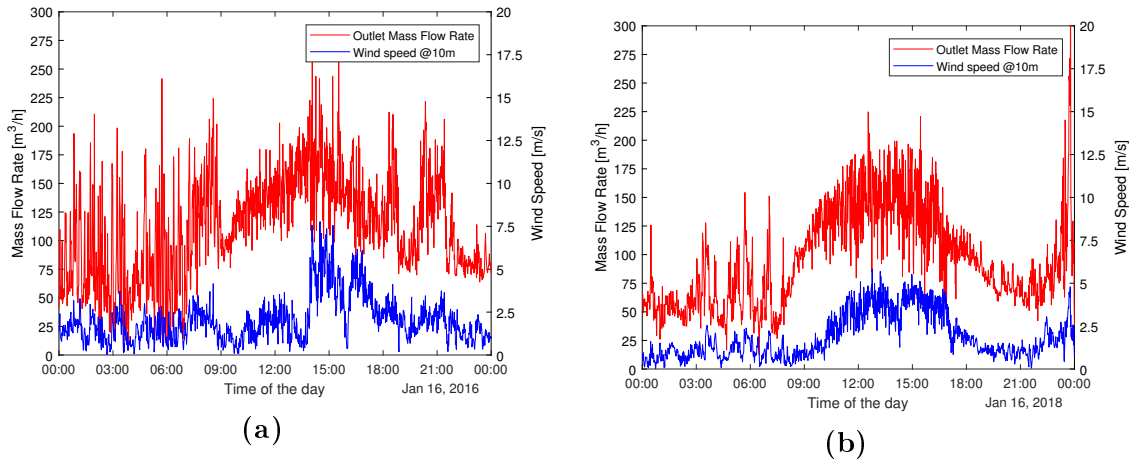 300
275
250
225
200
175
150
125
100
75
50
25
0
Mass Flow Rate [m³/h]
Outlet Mass Flow Rate
Wind speed @10m
20
17.5
15
12.5
10
7.5
5
2.5
0
Wind Speed [m/s]
00:00 03:00 06:00 09:00 12:00 15:00 18:00 21:00 00:00
Time of the day
Jan 16, 2016
(a)
300
275
250
225
200
175
150
125
100
75
50
25
0
Mass Flow Rate [m³/h]
Outlet Mass Flow Rate
Wind speed @10m
20
17.5
15
12.5
10
7.5
5
2.5
0
Wind Speed [m/s]
00:00 03:00 06:00 09:00 12:00 15:00 18:00 21:00 00:00
Time of the day
Jan 16, 2018
(b)